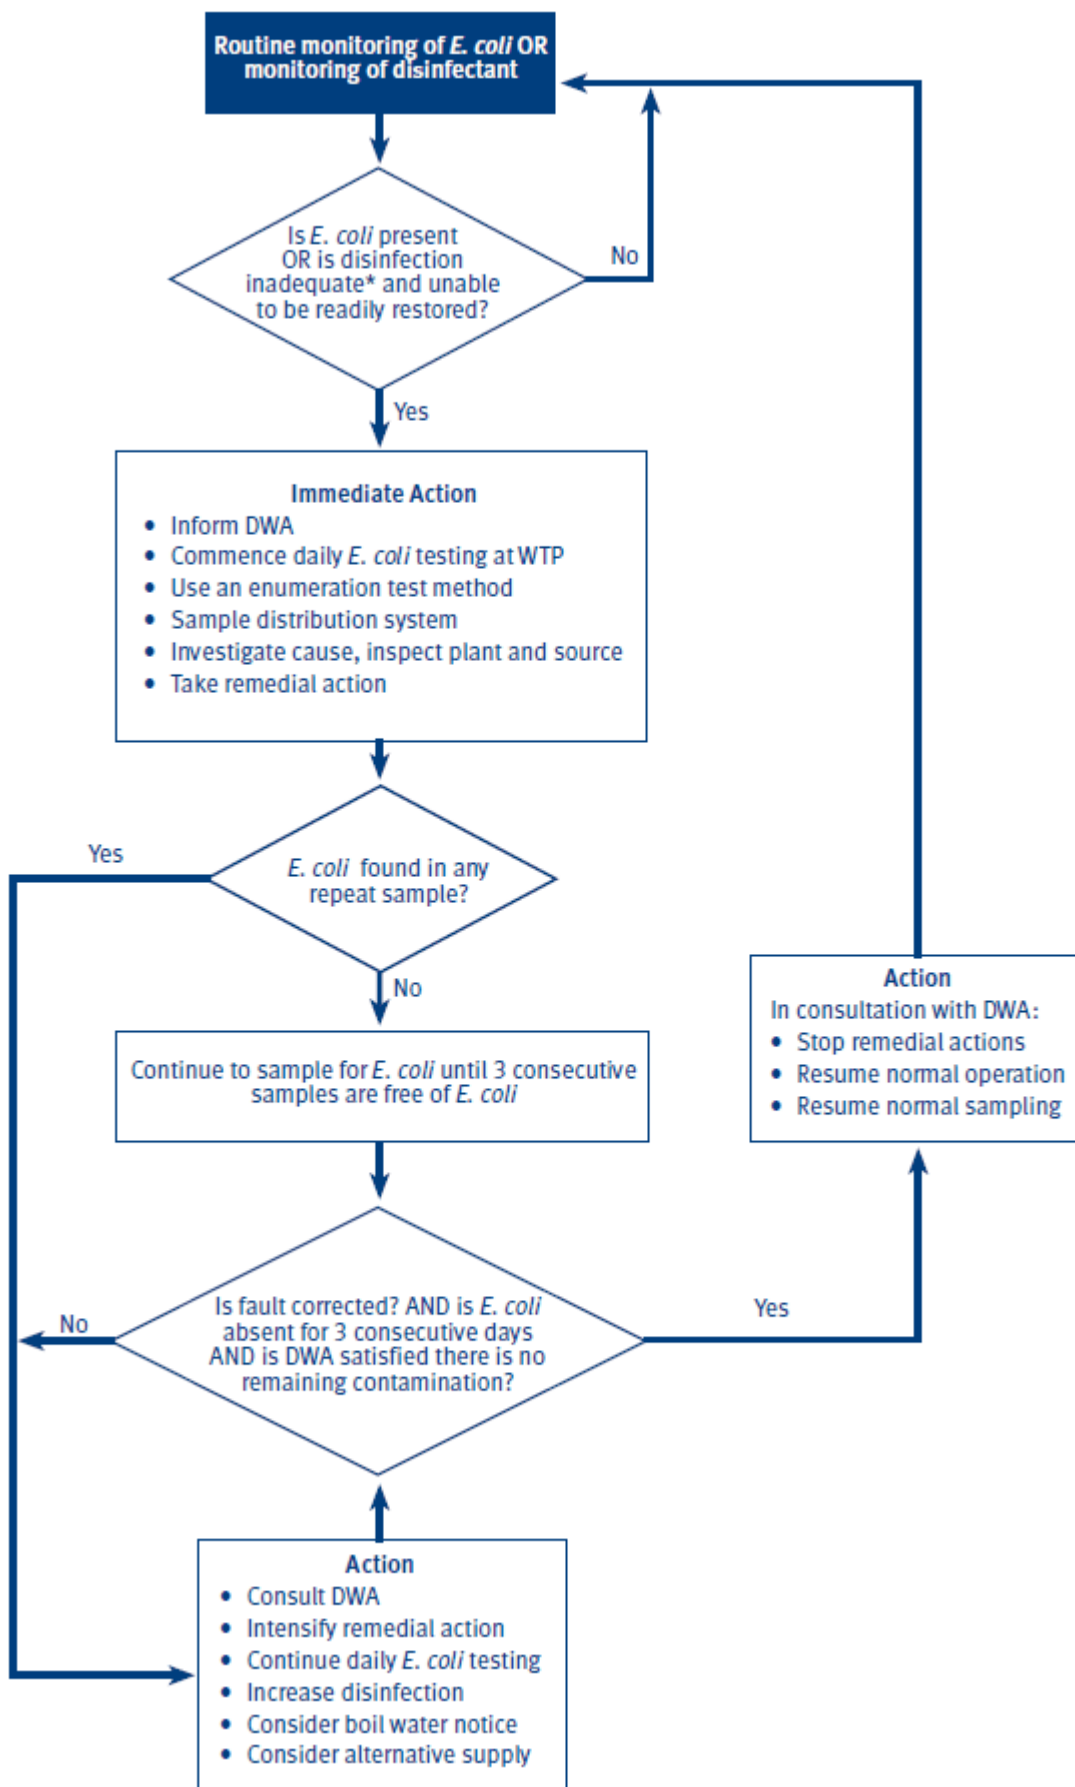 Routine monitoring of E. coli OR
monitoring of disinfectant
Is E. coli present
OR is disinfection
inadequate* and unable
to be readily restored?
No
Yes
Immediate Action
• Inform DWA
• Commence daily E. coli testing at WTP
• Use an enumeration test method
• Sample distribution system
• Investigate cause, inspect plant and source
• Take remedial action
Yes
E. coli found in any
repeat sample?
No
Continue to sample for E. coli until 3 consecutive
samples are free of E. coli
Action
In consultation with DWA:
• Stop remedial actions
• Resume normal operation
• Resume normal sampling
No
Is fault corrected? AND is E. coli
absent for 3 consecutive days
AND is DWA satisfied there is no
remaining contamination?
Yes
Action
• Consult DWA
• Intensify remedial action
• Continue daily E. coli testing
• Increase disinfection
• Consider boil water notice
• Consider alternative supply